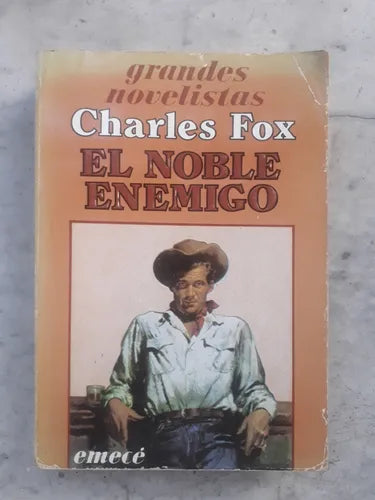 grandes
novelistas
Charles Fox
EL NOBLE
ENEMIGO
emecé